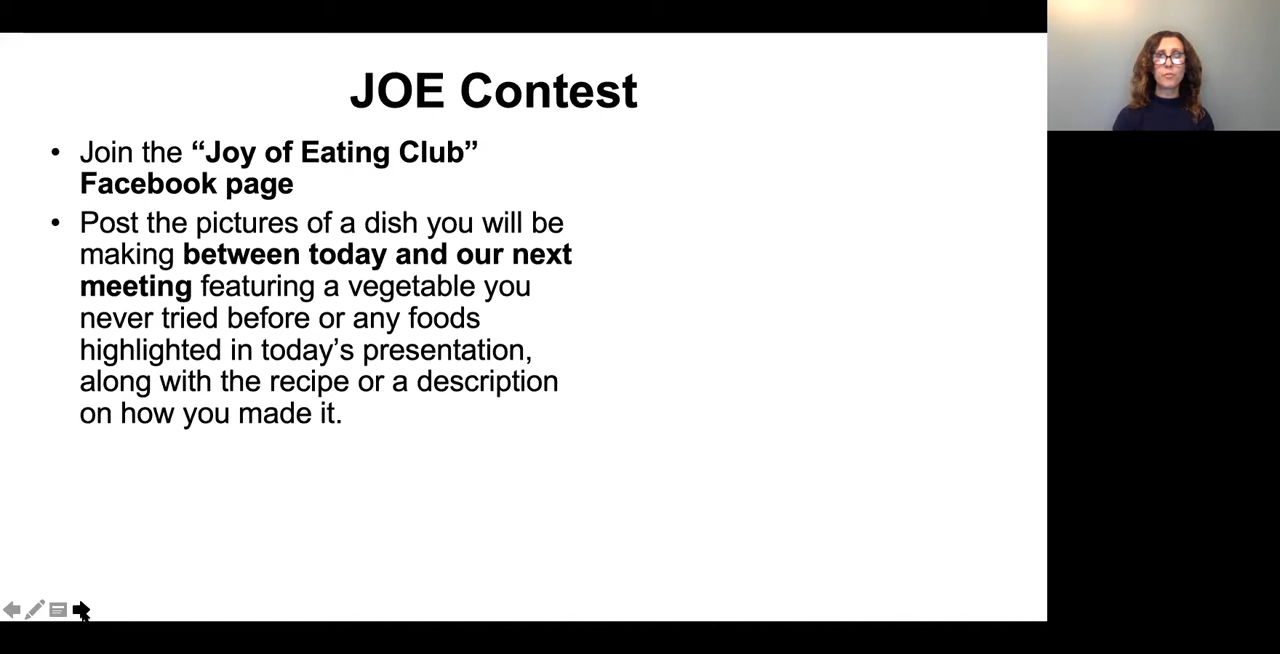 JOE Contest
• Join the “Joy of Eating Club”
Facebook page
• Post the pictures of a dish you will be
making between today and our next
meeting featuring a vegetable you
never tried before or any foods
highlighted in today’s presentation,
along with the recipe or a description
on how you made it.